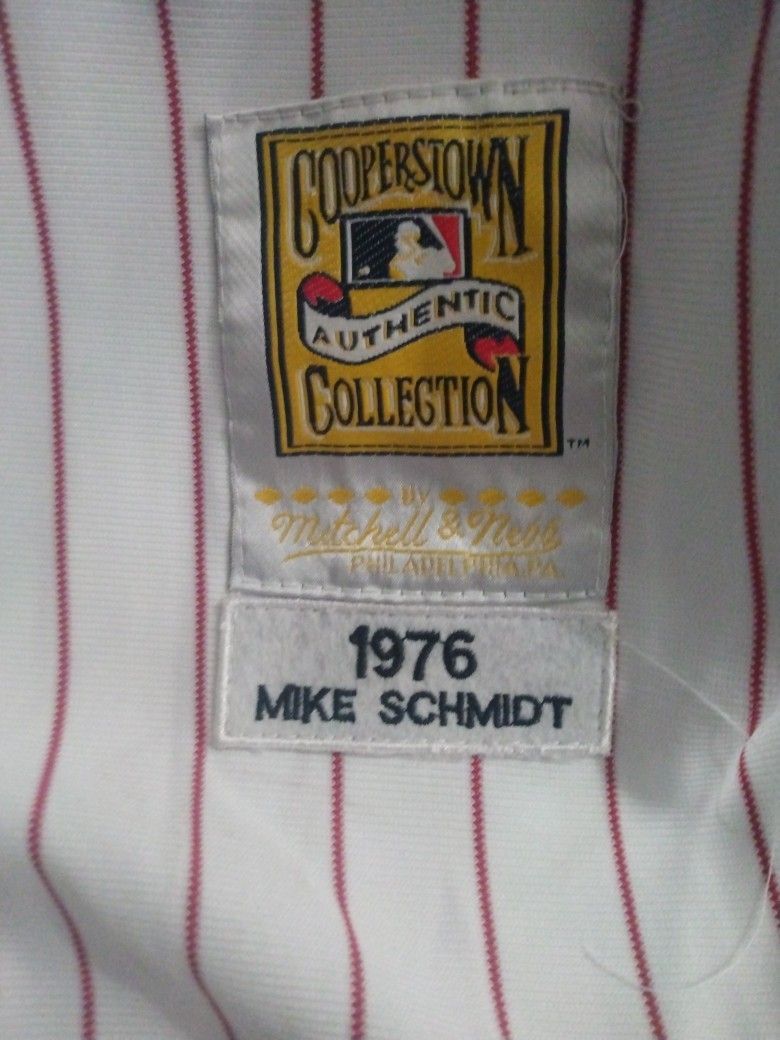 COOPERSTOWN
AUTHENTIC
COLLECTION
TM
By
Mitchell & Ness
PHILADELPHIA, PA.
1976
MIKE SCHMIDT